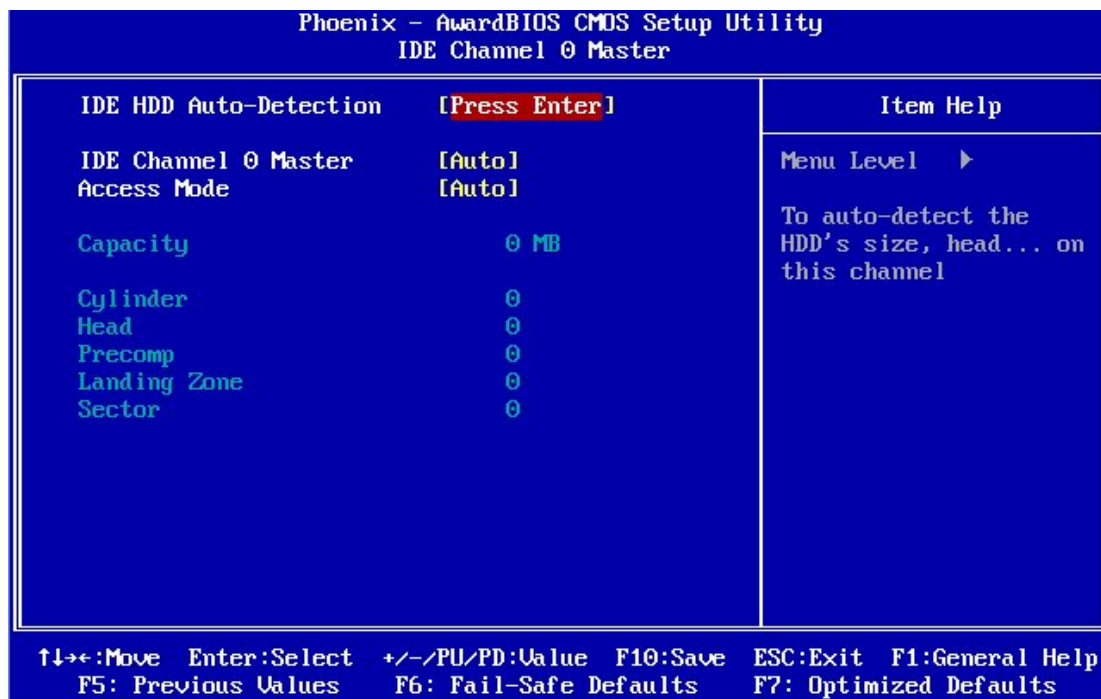 Phoenix - AwardBIOS CMOS Setup Utility
IDE Channel 0 Master
IDE HDD Auto-Detection [Press Enter]
IDE Channel 0 Master [Auto]
Access Mode [Auto]
Capacity 0 MB
Cylinder 0
Head 0
Precomp 0
Landing Zone 0
Sector 0
Item Help
Menu Level ▶
To auto-detect the
HDD's size, head... on
this channel
↑↓→←:Move Enter:Select +/-/PU/PD:Value F10:Save ESC:Exit F1:General Help
F5: Previous Values F6: Fail-Safe Defaults F7: Optimized Defaults